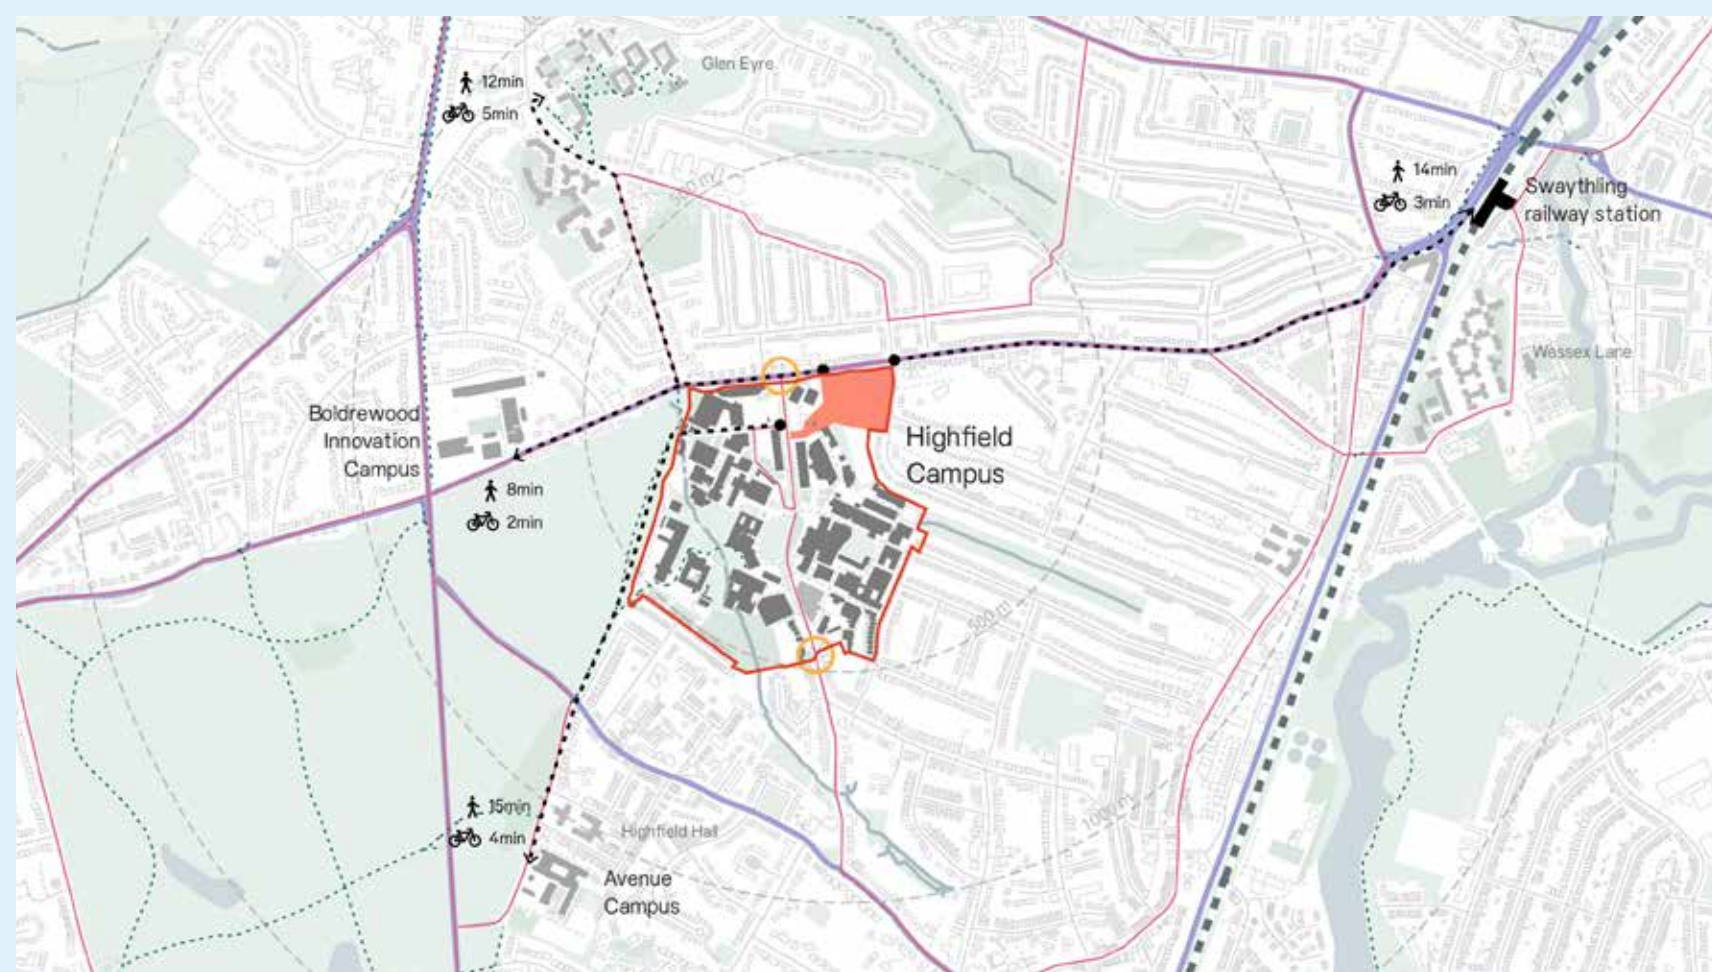 12min
5min
Glen Eyre
500 m
14min
3min
Swaythling
railway station
Wessex Lane
Boldrewood
Innovation
Campus
Highfield
Campus
8min
2min
500 m
1000 m
15min
4min
Highfield Hall
Avenue
Campus